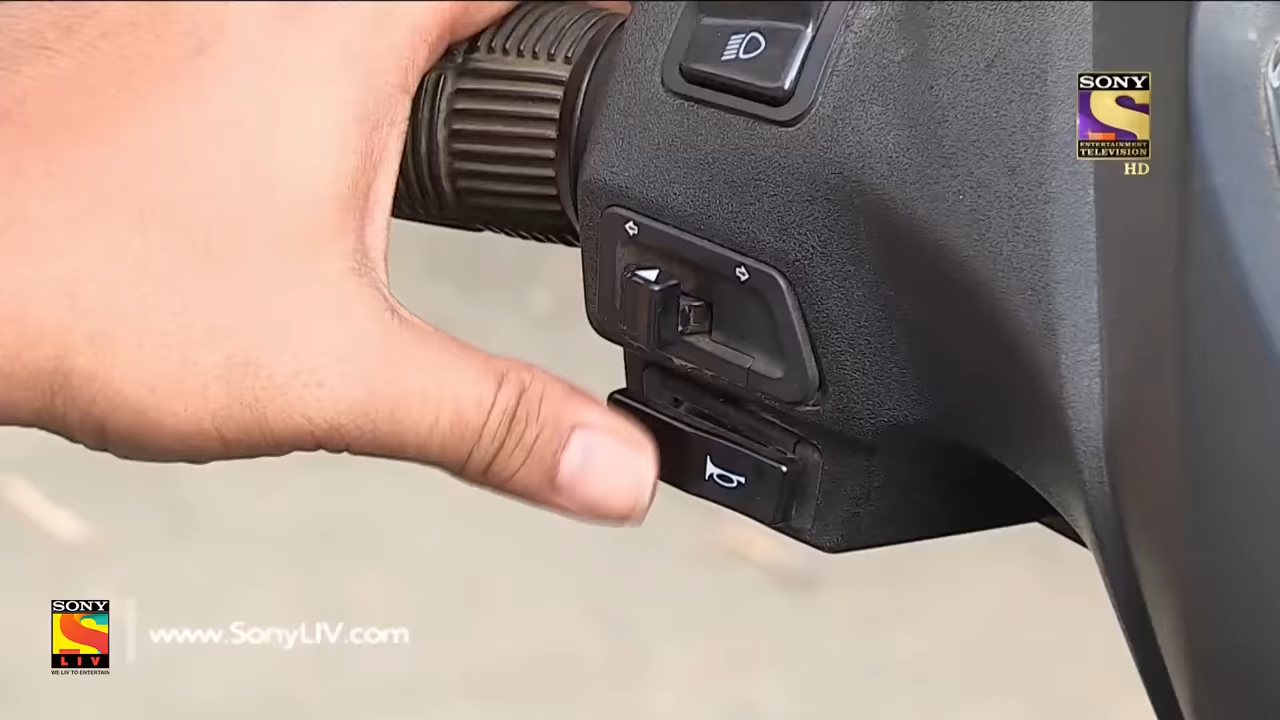 SONY
ENTERTAINMENT
TELEVISION
HD
SONY
LIV
WE LIV TO ENTERTAIN
www.SonyLIV.com